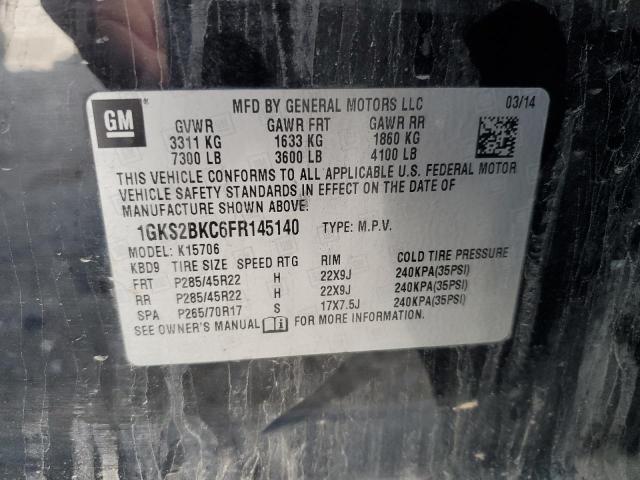 GM
MFD BY GENERAL MOTORS LLC 03/14
GVWR GAWR FRT GAWR RR
3311 KG 1633 KG 1860 KG
7300 LB 3600 LB 4100 LB
THIS VEHICLE CONFORMS TO ALL APPLICABLE U.S. FEDERAL MOTOR
VEHICLE SAFETY STANDARDS IN EFFECT ON THE DATE OF
MANUFACTURE SHOWN ABOVE.
1GKS2BKC6FR145140 TYPE: M.P.V.
MODEL: K15706
KBD9 TIRE SIZE SPEED RTG RIM COLD TIRE PRESSURE
FRT P285/45R22 H 22X9J 240KPA(35PSI)
RR P285/45R22 H 22X9J 240KPA(35PSI)
SPA P265/70R17 S 17X7.5J 240KPA(35PSI)
SEE OWNER'S MANUAL FOR MORE INFORMATION.